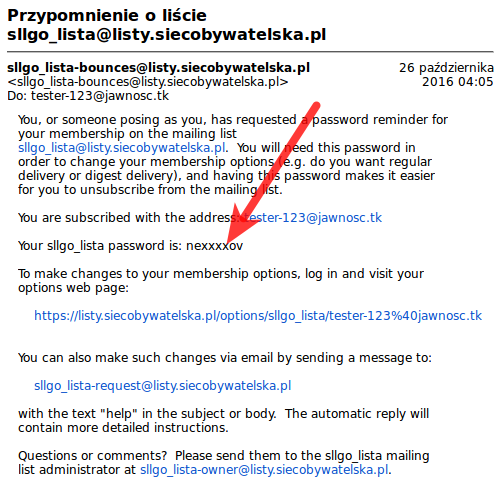 Przypomnienie o liście
sllgo_lista@listy.siecobywatelska.pl
sllgo_lista-bounces@listy.siecobywatelska.pl 26 października
<sllgo_lista-bounces@listy.siecobywatelska.pl> 2016 04:05
Do: tester-123@jawnosc.tk
You, or someone posing as you, has requested a password reminder for
your membership on the mailing list
sllgo_lista@listy.siecobywatelska.pl.  You will need this password in
order to change your membership options (e.g. do you want regular
delivery or digest delivery), and having this password makes it easier
for you to unsubscribe from the mailing list.
You are subscribed with the address: tester-123@jawnosc.tk
Your sllgo_lista password is: nexxxxov
To make changes to your membership options, log in and visit your
options web page:
https://listy.siecobywatelska.pl/options/sllgo_lista/tester-123%40jawnosc.tk
You can also make such changes via email by sending a message to:
sllgo_lista-request@listy.siecobywatelska.pl
with the text "help" in the subject or body.  The automatic reply will
contain more detailed instructions.
Questions or comments?  Please send them to the sllgo_lista mailing
list administrator at sllgo_lista-owner@listy.siecobywatelska.pl.